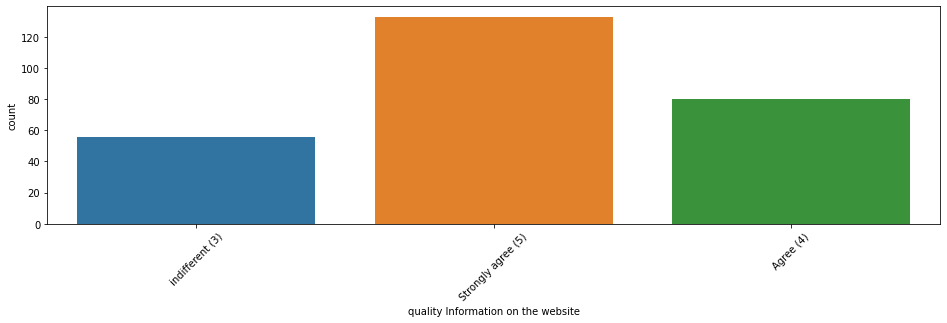 120
100
80
60
40
20
0
count
indifferent (3)
Strongly agree (5)
Agree (4)
quality Information on the website